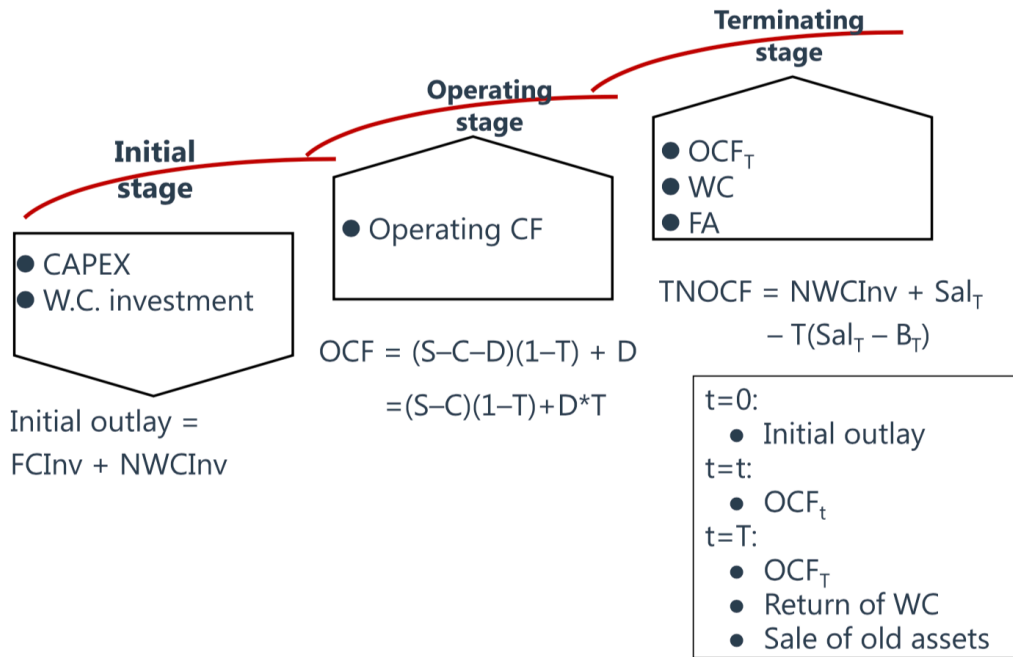 Initial
stage
● CAPEX
● W.C. investment
Initial outlay =
FCInv + NWCInv
Operating
stage
● Operating CF
OCF = (S–C–D)(1–T) + D
=(S–C)(1–T)+D*T
Terminating
stage
● OCF_T
● WC
● FA
TNOCF = NWCInv + Sal_T
– T(Sal_T – B_T)
t=0:
● Initial outlay
t=t:
● OCF_t
t=T:
● OCF_T
● Return of WC
● Sale of old assets